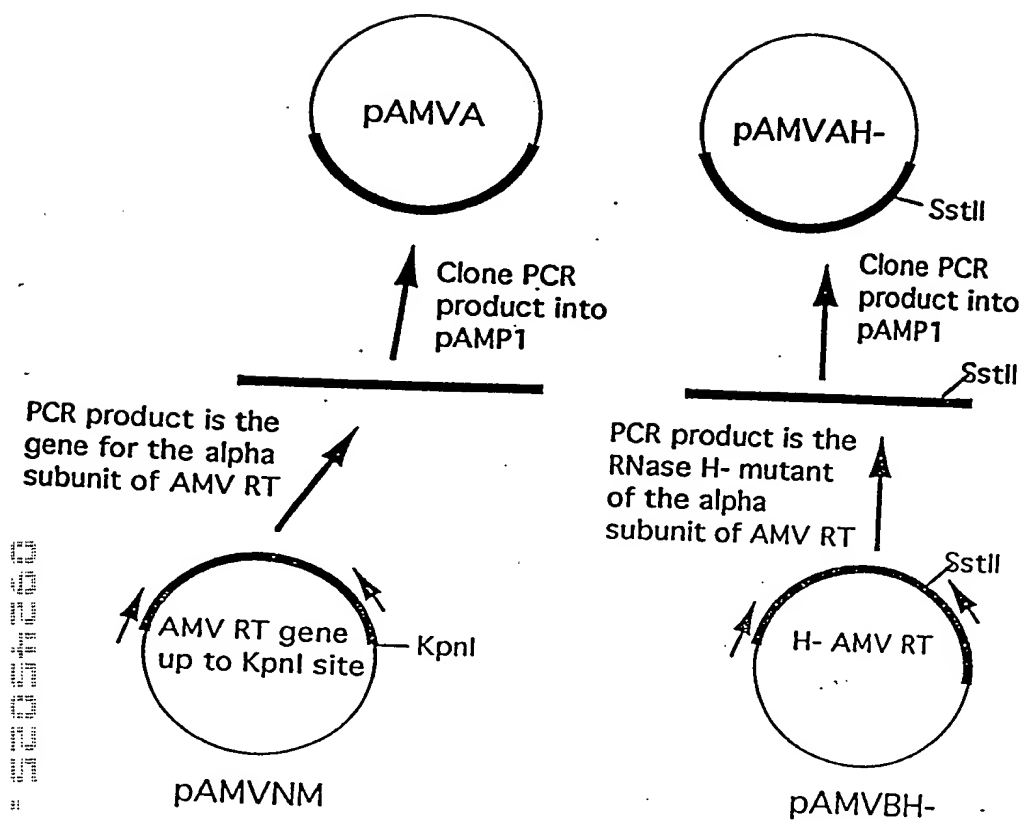 pAMVA
pAMVAH-
SstII
Clone PCR
product into
pAMP1
Clone PCR
product into
pAMP1
SstII
PCR product is the
gene for the alpha
subunit of AMV RT
PCR product is the
RNase H- mutant
of the alpha
subunit of AMV RT
SstII
AMV RT gene
up to KpnI site
KpnI
H- AMV RT
pAMVNM
pAMVBH-